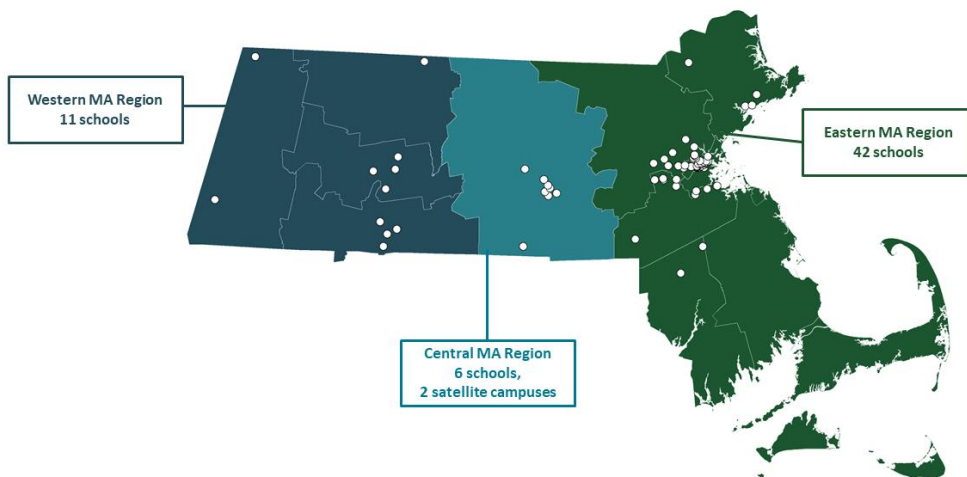 Western MA Region
11 schools
Eastern MA Region
42 schools
Central MA Region
6 schools,
2 satellite campuses